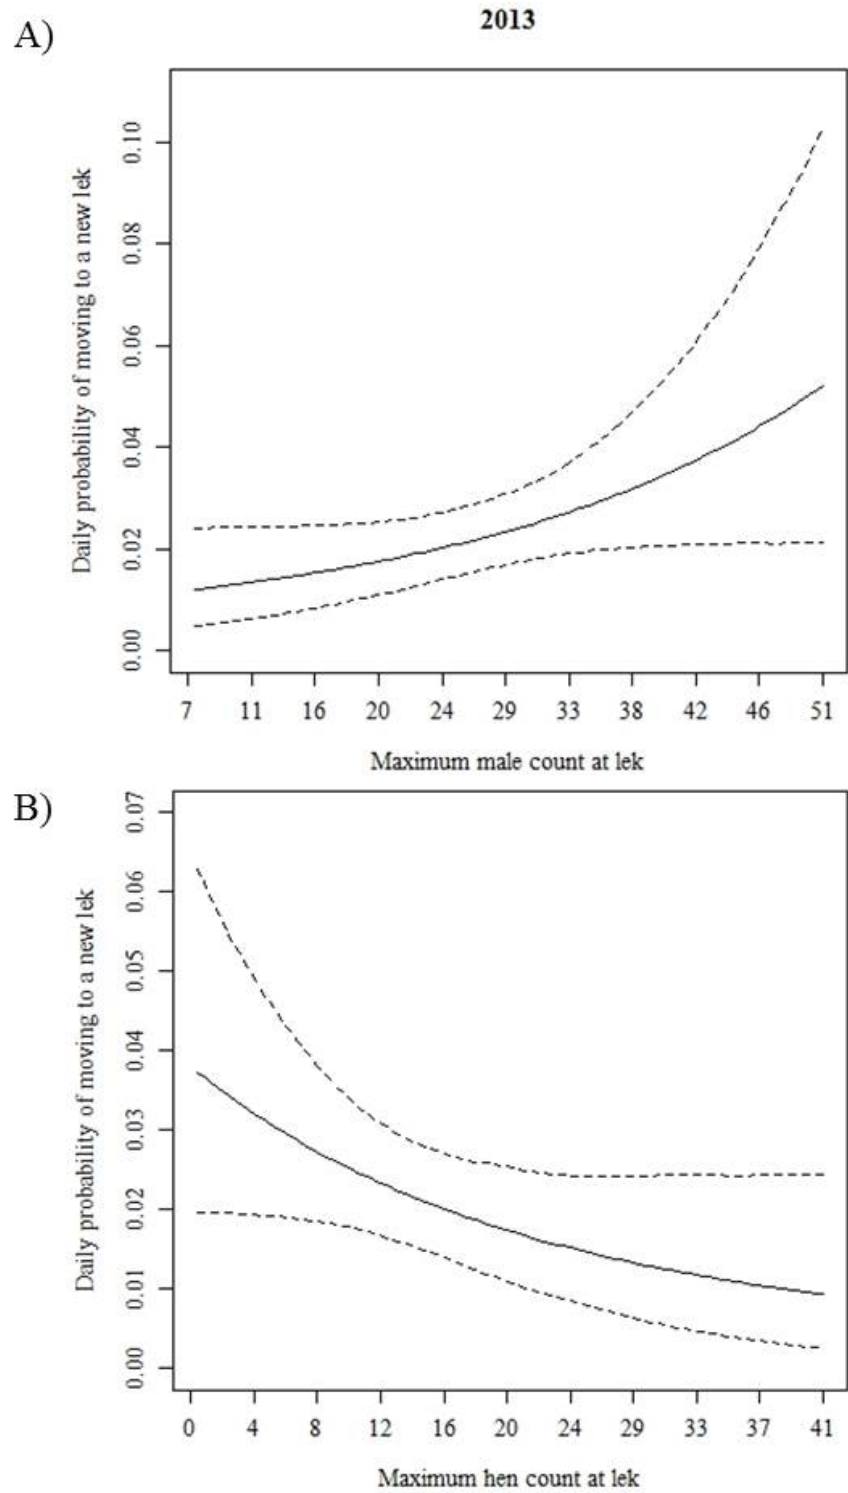 2013
A)
Daily probability of moving to a new lek
0.10
0.08
0.06
0.04
0.02
0.00
7 11 16 20 24 29 33 38 42 46 51
Maximum male count at lek
B)
Daily probability of moving to a new lek
0.07
0.06
0.05
0.04
0.03
0.02
0.01
0.00
0 4 8 12 16 20 24 29 33 37 41
Maximum hen count at lek